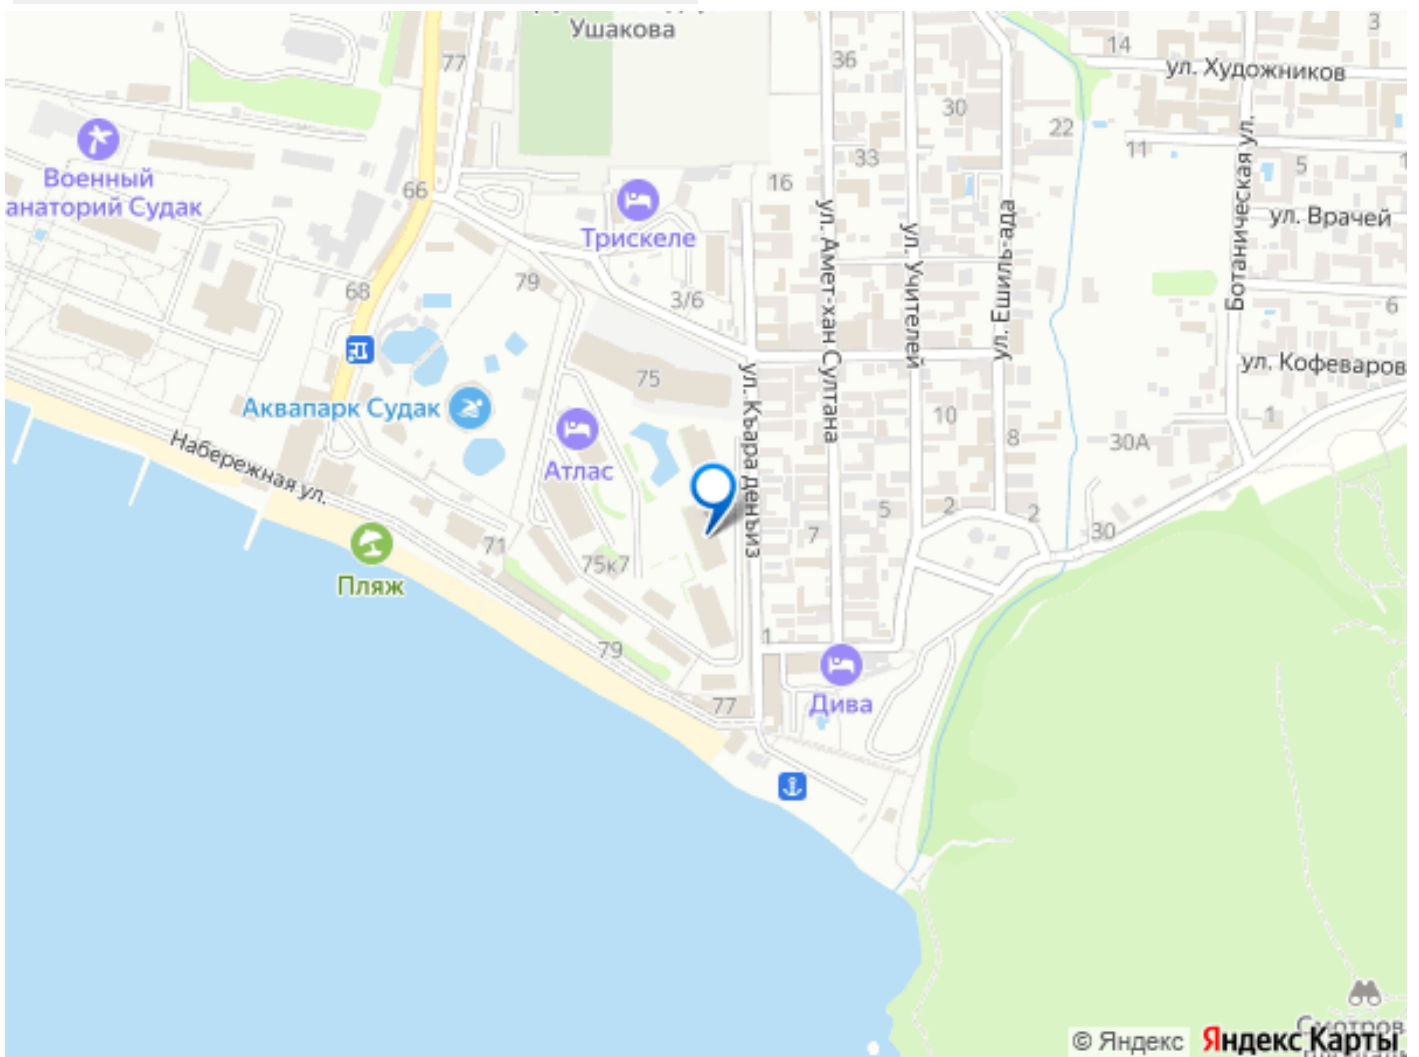 Ушакова
77
36
14
3
ул. Художников
30
22
33
11
5
1
Ботаническая ул.
Военный
анаторий Судак
66
16
Трискеле
ул. Амет-хан Султана
ул. Учителей
ул. Ешиль-ада
ул. Врачей
79
68
3/6
6
75
ул. Къара денъиз
ул. Кофеваров
Аквапарк Судак
Атлас
10
8
30А
1
Набережная ул.
5
2
2
7
30
71
75к7
Пляж
79
1
77
Дива
Смотров
© Яндекс
Яндекс Карты